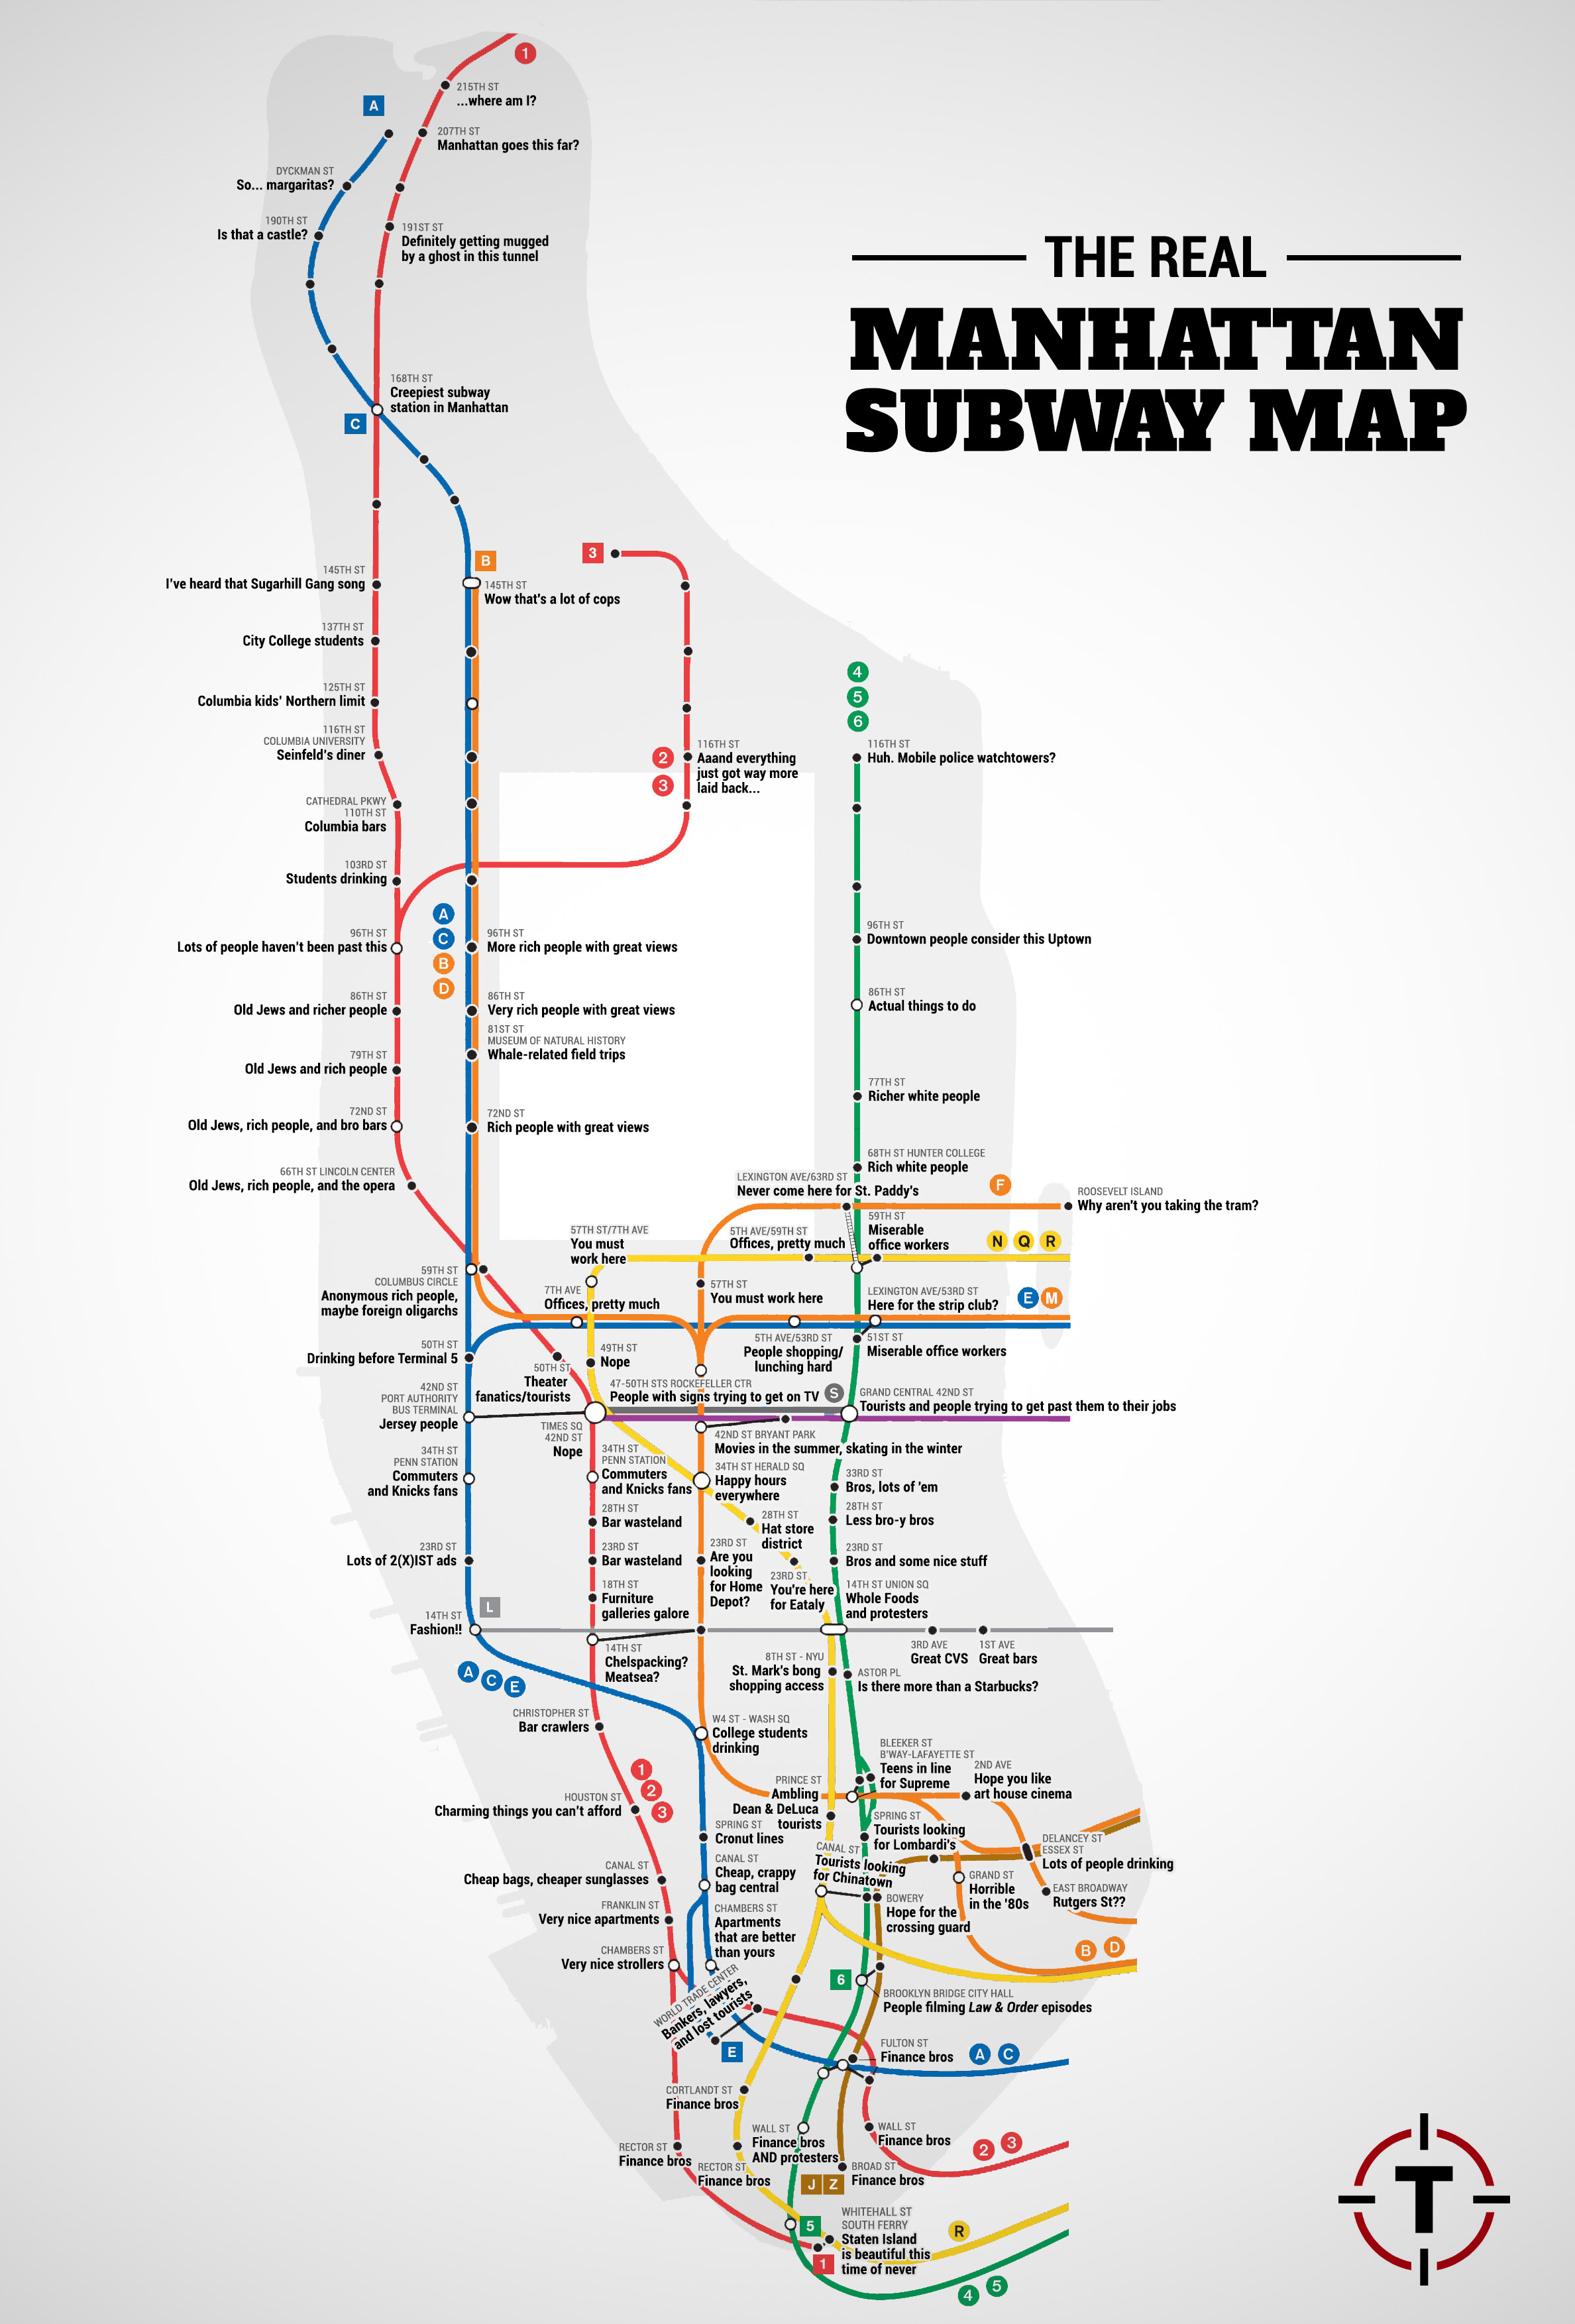 THE REAL
MANHATTAN
SUBWAY MAP
1
215TH ST
...where am I?
A
207TH ST
Manhattan goes this far?
DYCKMAN ST
So... margaritas?
190TH ST
Is that a castle?
191ST ST
Definitely getting mugged
by a ghost in this tunnel
168TH ST
Creepiest subway
station in Manhattan
C
B
3
145TH ST
I've heard that Sugarhill Gang song
145TH ST
Wow that's a lot of cops
137TH ST
City College students
125TH ST
Columbia kids' Northern limit
116TH ST
COLUMBIA UNIVERSITY
Seinfeld's diner
2
3
116TH ST
Aaand everything
just got way more
laid back...
4
5
6
116TH ST
Huh. Mobile police watchtowers?
CATHEDRAL PKWY
110TH ST
Columbia bars
103RD ST
Students drinking
A
C
B
D
96TH ST
Lots of people haven't been past this
96TH ST
More rich people with great views
96TH ST
Downtown people consider this Uptown
86TH ST
Old Jews and richer people
86TH ST
Very rich people with great views
86TH ST
Actual things to do
81ST ST
MUSEUM OF NATURAL HISTORY
Whale-related field trips
79TH ST
Old Jews and rich people
77TH ST
Richer white people
72ND ST
Old Jews, rich people, and bro bars
72ND ST
Rich people with great views
68TH ST HUNTER COLLEGE
Rich white people
66TH ST LINCOLN CENTER
Old Jews, rich people, and the opera
LEXINGTON AVE/63RD ST
Never come here for St. Paddy's
F
ROOSEVELT ISLAND
Why aren't you taking the tram?
57TH ST/7TH AVE
You must
work here
5TH AVE/59TH ST
Offices, pretty much
59TH ST
Miserable
office workers
N Q R
59TH ST
COLUMBUS CIRCLE
Anonymous rich people,
maybe foreign oligarchs
7TH AVE
Offices, pretty much
57TH ST
You must work here
LEXINGTON AVE/53RD ST
Here for the strip club?
E M
50TH ST
Drinking before Terminal 5
50TH ST
Theater
fanatics/tourists
49TH ST
Nope
5TH AVE/53RD ST
People shopping/
lunching hard
51ST ST
Miserable office workers
47-50TH STS ROCKEFELLER CTR
People with signs trying to get on TV
S
GRAND CENTRAL 42ND ST
Tourists and people trying to get past them to their jobs
42ND ST
PORT AUTHORITY
BUS TERMINAL
Jersey people
TIMES SQ
42ND ST
Nope
42ND ST BRYANT PARK
Movies in the summer, skating in the winter
34TH ST
PENN STATION
Commuters
and Knicks fans
34TH ST
PENN STATION
Commuters
and Knicks fans
34TH ST HERALD SQ
Happy hours
everywhere
33RD ST
Bros, lots of 'em
28TH ST
Bar wasteland
28TH ST
Hat store
district
28TH ST
Less bro-y bros
23RD ST
Lots of 2(X)IST ads
23RD ST
Bar wasteland
23RD ST
Are you
looking
for Home
Depot?
23RD ST
You're here
for Eataly
23RD ST
Bros and some nice stuff
18TH ST
Furniture
galleries galore
14TH ST UNION SQ
Whole Foods
and protesters
L
14TH ST
Fashion!!
14TH ST
Chelspacking?
Meatsea?
3RD AVE
Great CVS
1ST AVE
Great bars
A C E
8TH ST - NYU
St. Mark's bong
shopping access
ASTOR PL
Is there more than a Starbucks?
CHRISTOPHER ST
Bar crawlers
W4 ST - WASH SQ
College students
drinking
BLEEKER ST
B'WAY-LAFAYETTE ST
Teens in line
for Supreme
2ND AVE
Hope you like
art house cinema
1
2
3
HOUSTON ST
Charming things you can't afford
PRINCE ST
Ambling
Dean & DeLuca
tourists
SPRING ST
Cronut lines
SPRING ST
Tourists looking
for Lombardi's
DELANCEY ST
ESSEX ST
Lots of people drinking
CANAL ST
Cheap bags, cheaper sunglasses
CANAL ST
Cheap, crappy
bag central
CANAL ST
Tourists looking
for Chinatown
GRAND ST
Horrible
in the '80s
EAST BROADWAY
Rutgers St??
FRANKLIN ST
Very nice apartments
CHAMBERS ST
Apartments
that are better
than yours
BOWERY
Hope for the
crossing guard
CHAMBERS ST
Very nice strollers
B D
WORLD TRADE CENTER
Bankers, lawyers,
and lost tourists
6
BROOKLYN BRIDGE CITY HALL
People filming Law & Order episodes
E
FULTON ST
Finance bros
A C
CORTLANDT ST
Finance bros
WALL ST
Finance bros
AND protesters
WALL ST
Finance bros
2 3
RECTOR ST
Finance bros
RECTOR ST
Finance bros
J Z
BROAD ST
Finance bros
5
1
WHITEHALL ST
SOUTH FERRY
Staten Island
is beautiful this
time of never
R
4 5
T